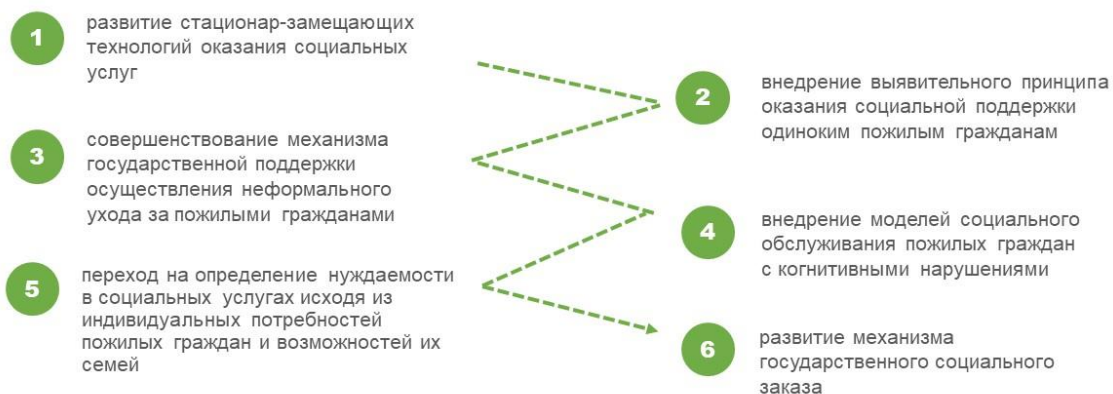 1
развитие стационар-замещающих
технологий оказания социальных
услуг
2
внедрение выявительного принципа
оказания социальной поддержки
одиноким пожилым гражданам
3
совершенствование механизма
государственной поддержки
осуществления неформального
ухода за пожилыми гражданами
4
внедрение моделей социального
обслуживания пожилых граждан
с когнитивными нарушениями
5
переход на определение нуждаемости
в социальных услугах исходя из
индивидуальных потребностей
пожилых граждан и возможностей их
семей
6
развитие механизма
государственного социального
заказа